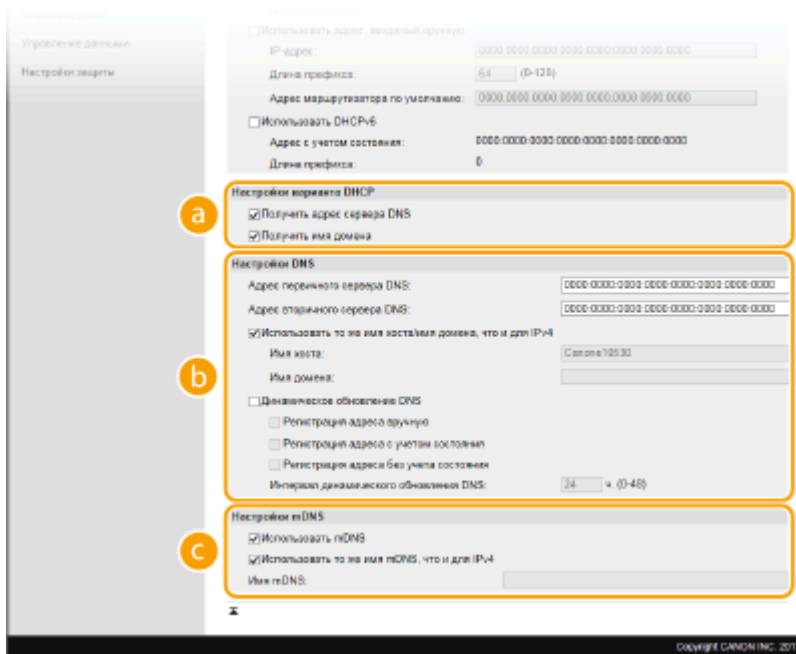 Управление данными
Настройки защиты
Использовать адрес, вводимый вручную
IP-адрес: 0000:0000:0000:0000:0000:0000:0000:0000
Длина префикса: 64 (0-128)
Адрес маршрутизатора по умолчанию: 0000:0000:0000:0000:0000:0000:0000:0000
Использовать DHCPv6
Адрес с учетом состояния: 0000:0000:0000:0000:0000:0000:0000:0000
Длина префикса: 0
a
Настройки варианта DHCP
Получить адрес сервера DNS
Получить имя домена
b
Настройки DNS
Адрес первичного сервера DNS: 0000:0000:0000:0000:0000:0000:0000:0000
Адрес вторичного сервера DNS: 0000:0000:0000:0000:0000:0000:0000:0000
Использовать то же имя хоста/имя домена, что и для IPv4
Имя хоста: Canone10530
Имя домена:
Динамическое обновление DNS
Регистрация адреса вручную
Регистрация адреса с учетом состояния
Регистрация адреса без учета состояния
Интервал динамического обновления DNS: 24 ч. (0-48)
c
Настройки mDNS
Использовать mDNS
Использовать то же имя mDNS, что и для IPv4
Имя mDNS:
Copyright CANON INC. 201